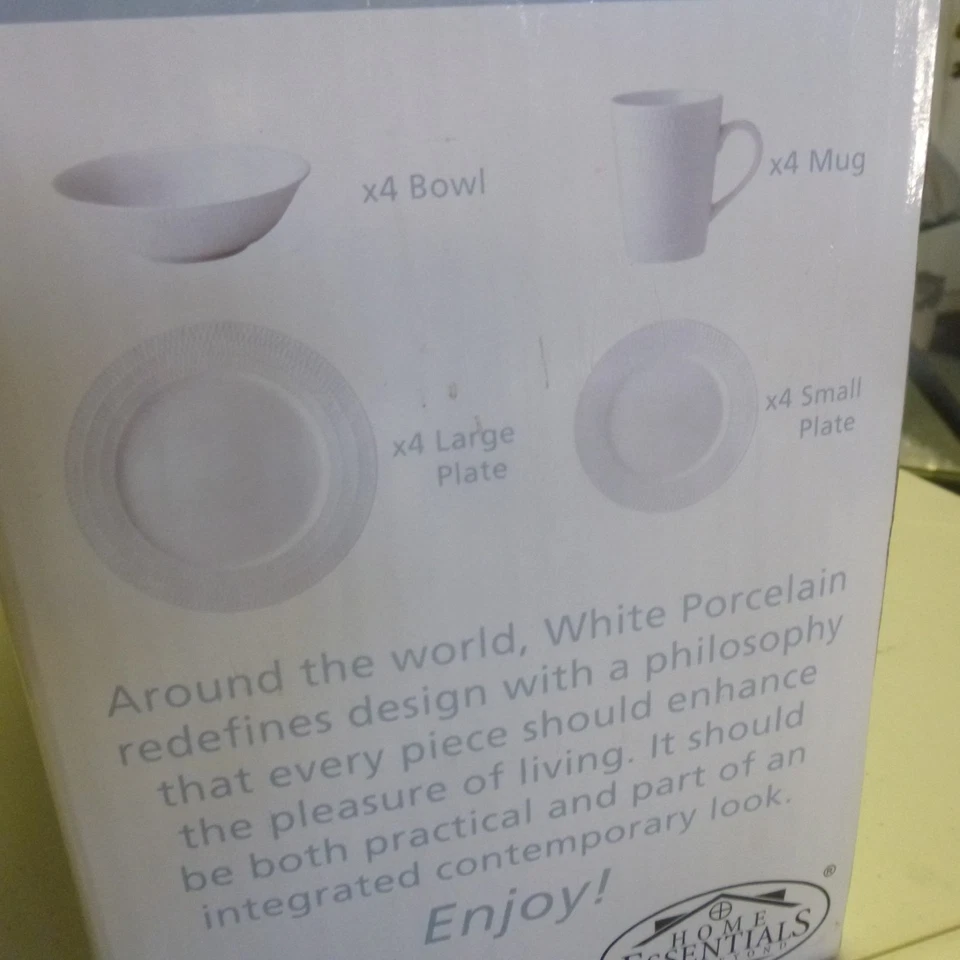 x4 Bowl
x4 Mug
x4 Large
Plate
x4 Small
Plate
Around the world, White Porcelain
redefines design with a philosophy
that every piece should enhance
the pleasure of living. It should
be both practical and part of an
integrated contemporary look.
Enjoy!
®
HOME
ESSENTIALS